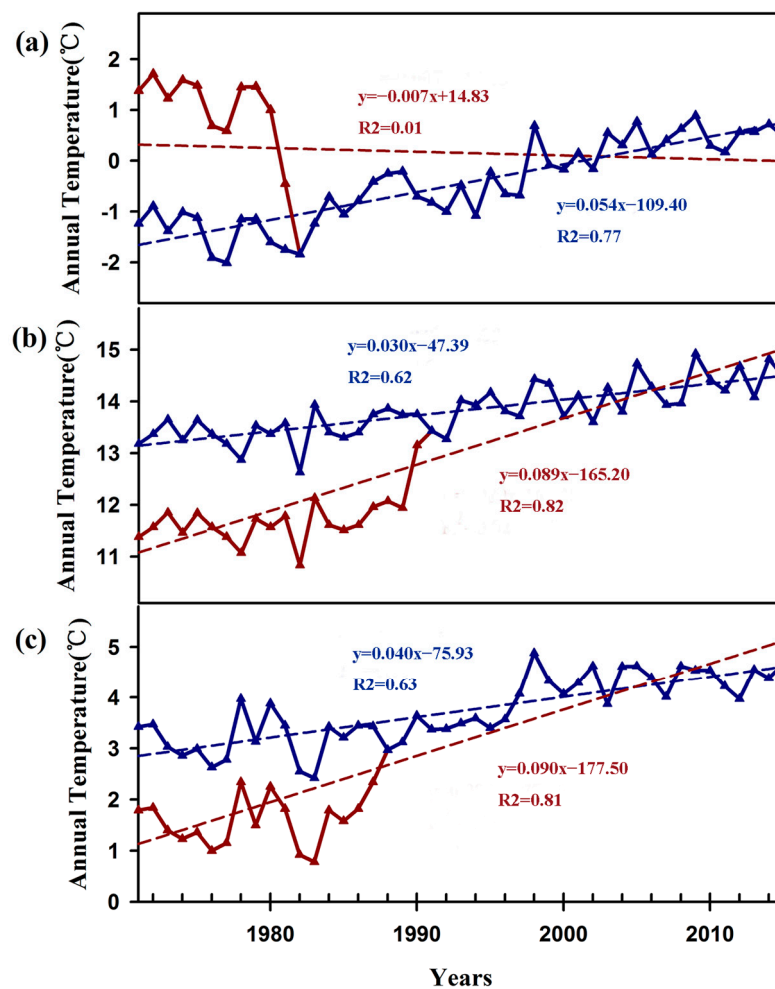 (a)
Annual Temperature(℃)
2
1
0
-1
-2
y=−0.007x+14.83
R2=0.01
y=0.054x−109.40
R2=0.77
(b)
Annual Temperature(℃)
15
14
13
12
11
y=0.030x−47.39
R2=0.62
y=0.089x−165.20
R2=0.82
(c)
Annual Temperature(℃)
5
4
3
2
1
0
y=0.040x−75.93
R2=0.63
y=0.090x−177.50
R2=0.81
1980 1990 2000 2010
Years